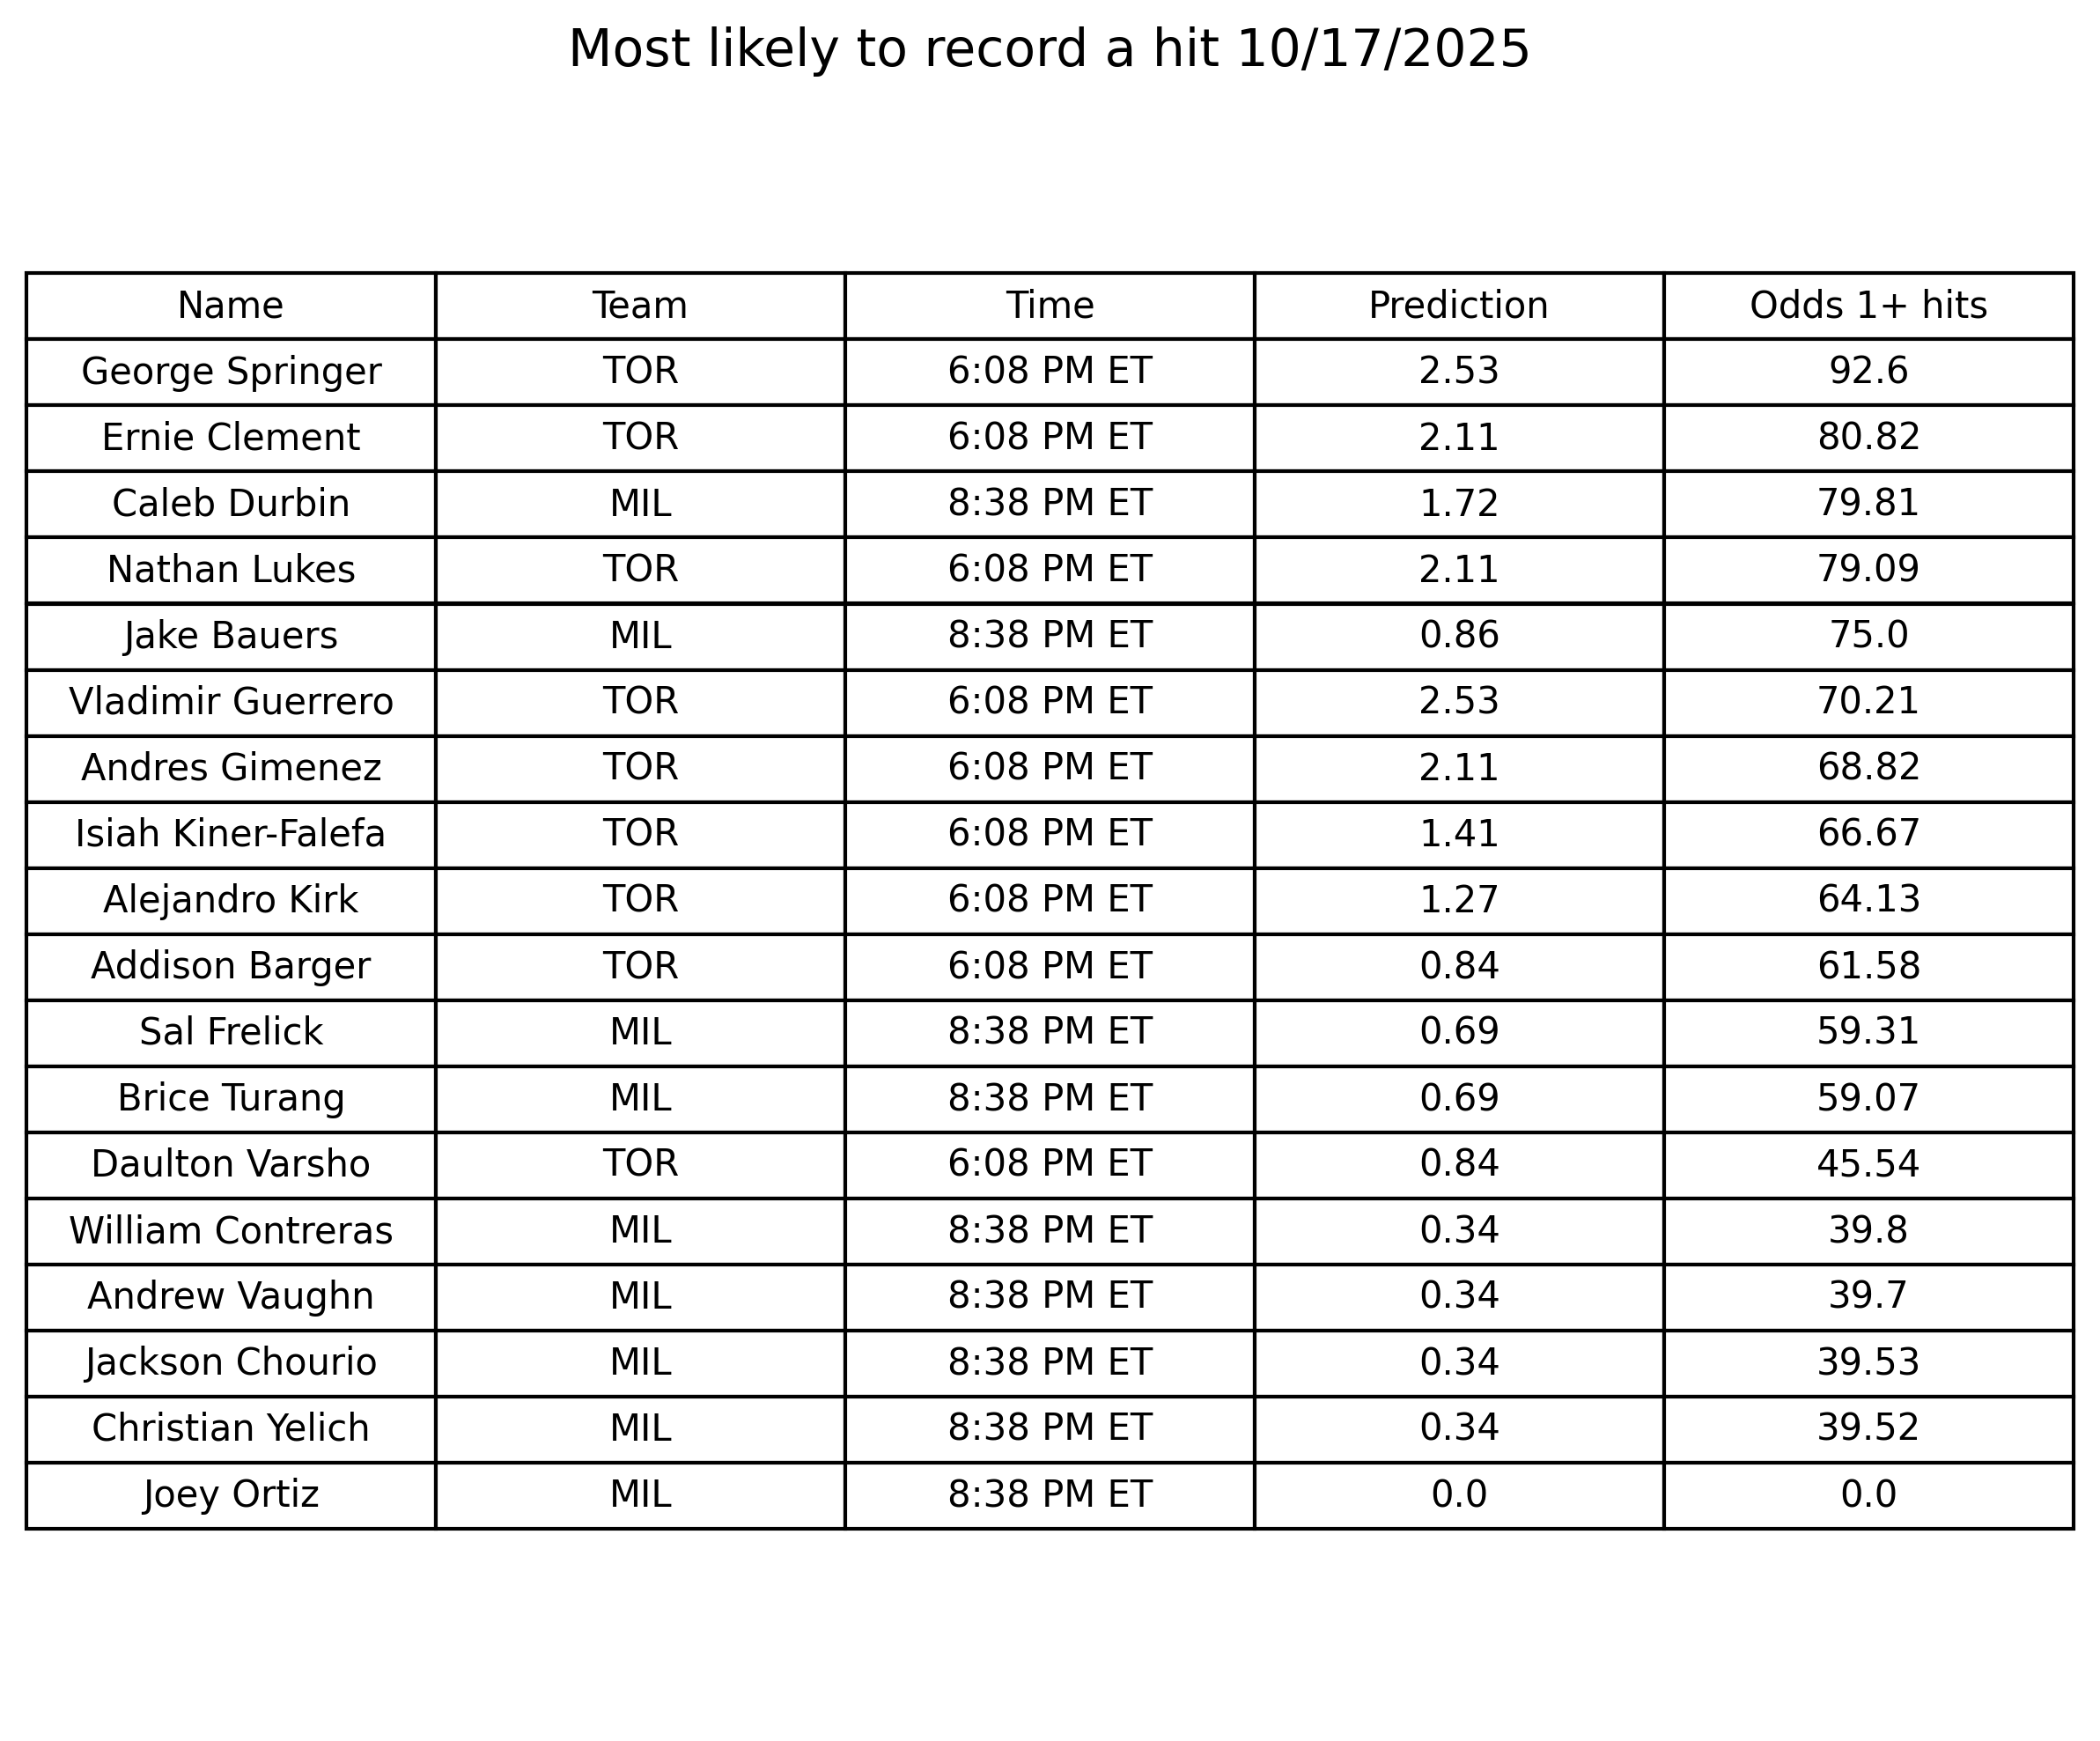 Most likely to record a hit 10/17/2025
Name Team Time Prediction Odds 1+ hits
George Springer TOR 6:08 PM ET 2.53 92.6
Ernie Clement TOR 6:08 PM ET 2.11 80.82
Caleb Durbin MIL 8:38 PM ET 1.72 79.81
Nathan Lukes TOR 6:08 PM ET 2.11 79.09
Jake Bauers MIL 8:38 PM ET 0.86 75.0
Vladimir Guerrero TOR 6:08 PM ET 2.53 70.21
Andres Gimenez TOR 6:08 PM ET 2.11 68.82
Isiah Kiner-Falefa TOR 6:08 PM ET 1.41 66.67
Alejandro Kirk TOR 6:08 PM ET 1.27 64.13
Addison Barger TOR 6:08 PM ET 0.84 61.58
Sal Frelick MIL 8:38 PM ET 0.69 59.31
Brice Turang MIL 8:38 PM ET 0.69 59.07
Daulton Varsho TOR 6:08 PM ET 0.84 45.54
William Contreras MIL 8:38 PM ET 0.34 39.8
Andrew Vaughn MIL 8:38 PM ET 0.34 39.7
Jackson Chourio MIL 8:38 PM ET 0.34 39.53
Christian Yelich MIL 8:38 PM ET 0.34 39.52
Joey Ortiz MIL 8:38 PM ET 0.0 0.0